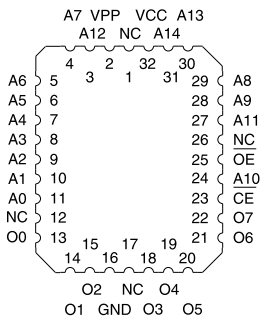 A7 VPP VCC A13
A12 NC A14
4 2 32 30
3 1 31
A6 5 29 A8
A5 6 28 A9
A4 7 27 A11
A3 8 26 NC
A2 9 25 OE
A1 10 24 A10
A0 11 23 CE
NC 12 22 O7
O0 13 21 O6
15 17 19
14 16 18 20
O2 NC O4
O1 GND O3 O5